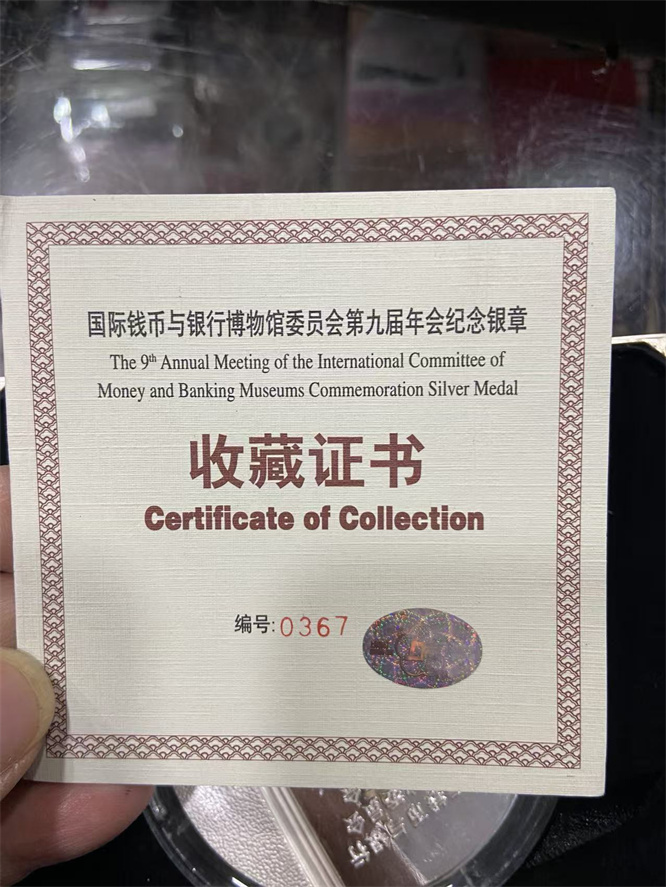 国际钱币与银行博物馆委员会第九届年会纪念银章
The 9th Annual Meeting of the International Committee of
Money and Banking Museums Commemoration Silver Medal
收藏证书
Certificate of Collection
编号:0367